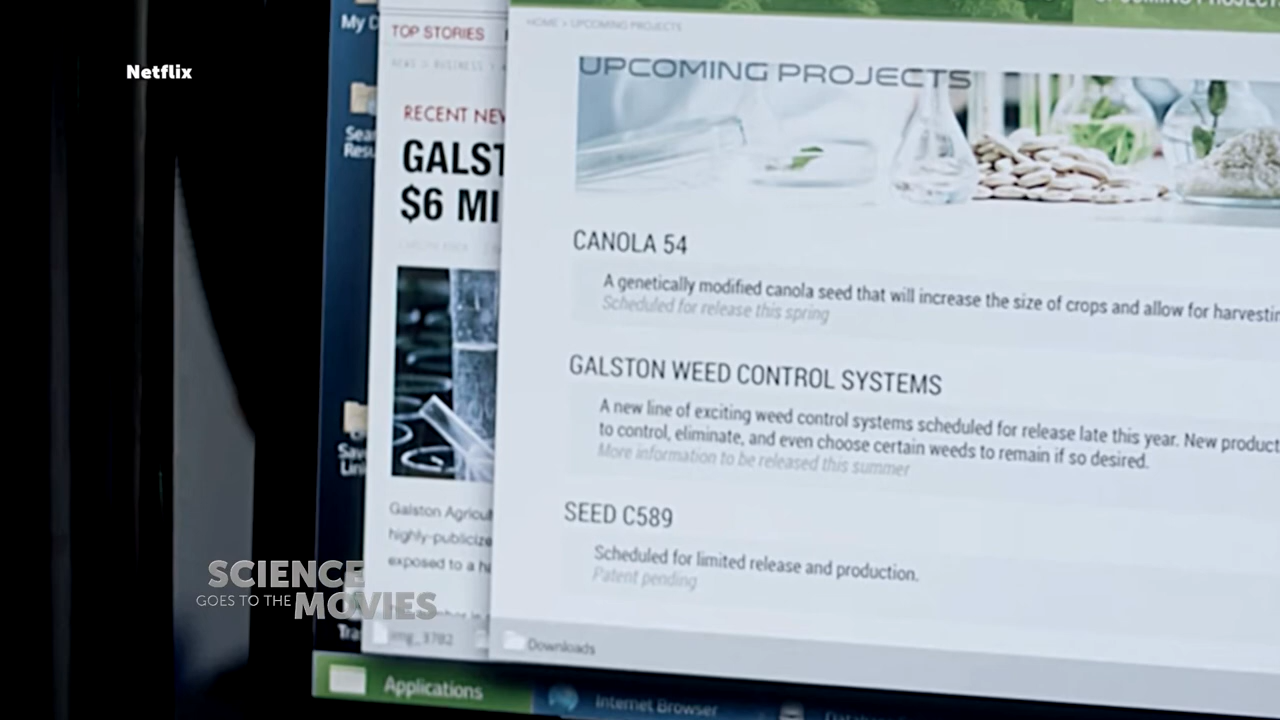 Netflix
My
TOP STORIES
HOME > UPCOMING PROJECTS
UPCOMING PROJECTS
RECENT
GALST
$6 MI
CANOLA 54
A genetically modified canola seed that will increase the size of crops and allow for
Scheduled for release this spring
GALSTON WEED CONTROL SYSTEMS
A new line of exciting weed control systems scheduled for release late this year. New product
to control, eliminate, and even choose certain weeds to remain if so desired.
More information to be released this summer
SEED C589
Scheduled for limited release and production.
Patent pending
Galston
highly-publicize
exposed to a
SCIENCE
GOES TO THE MOVIES
img_3782
Downloads
Applications
Internet Browser